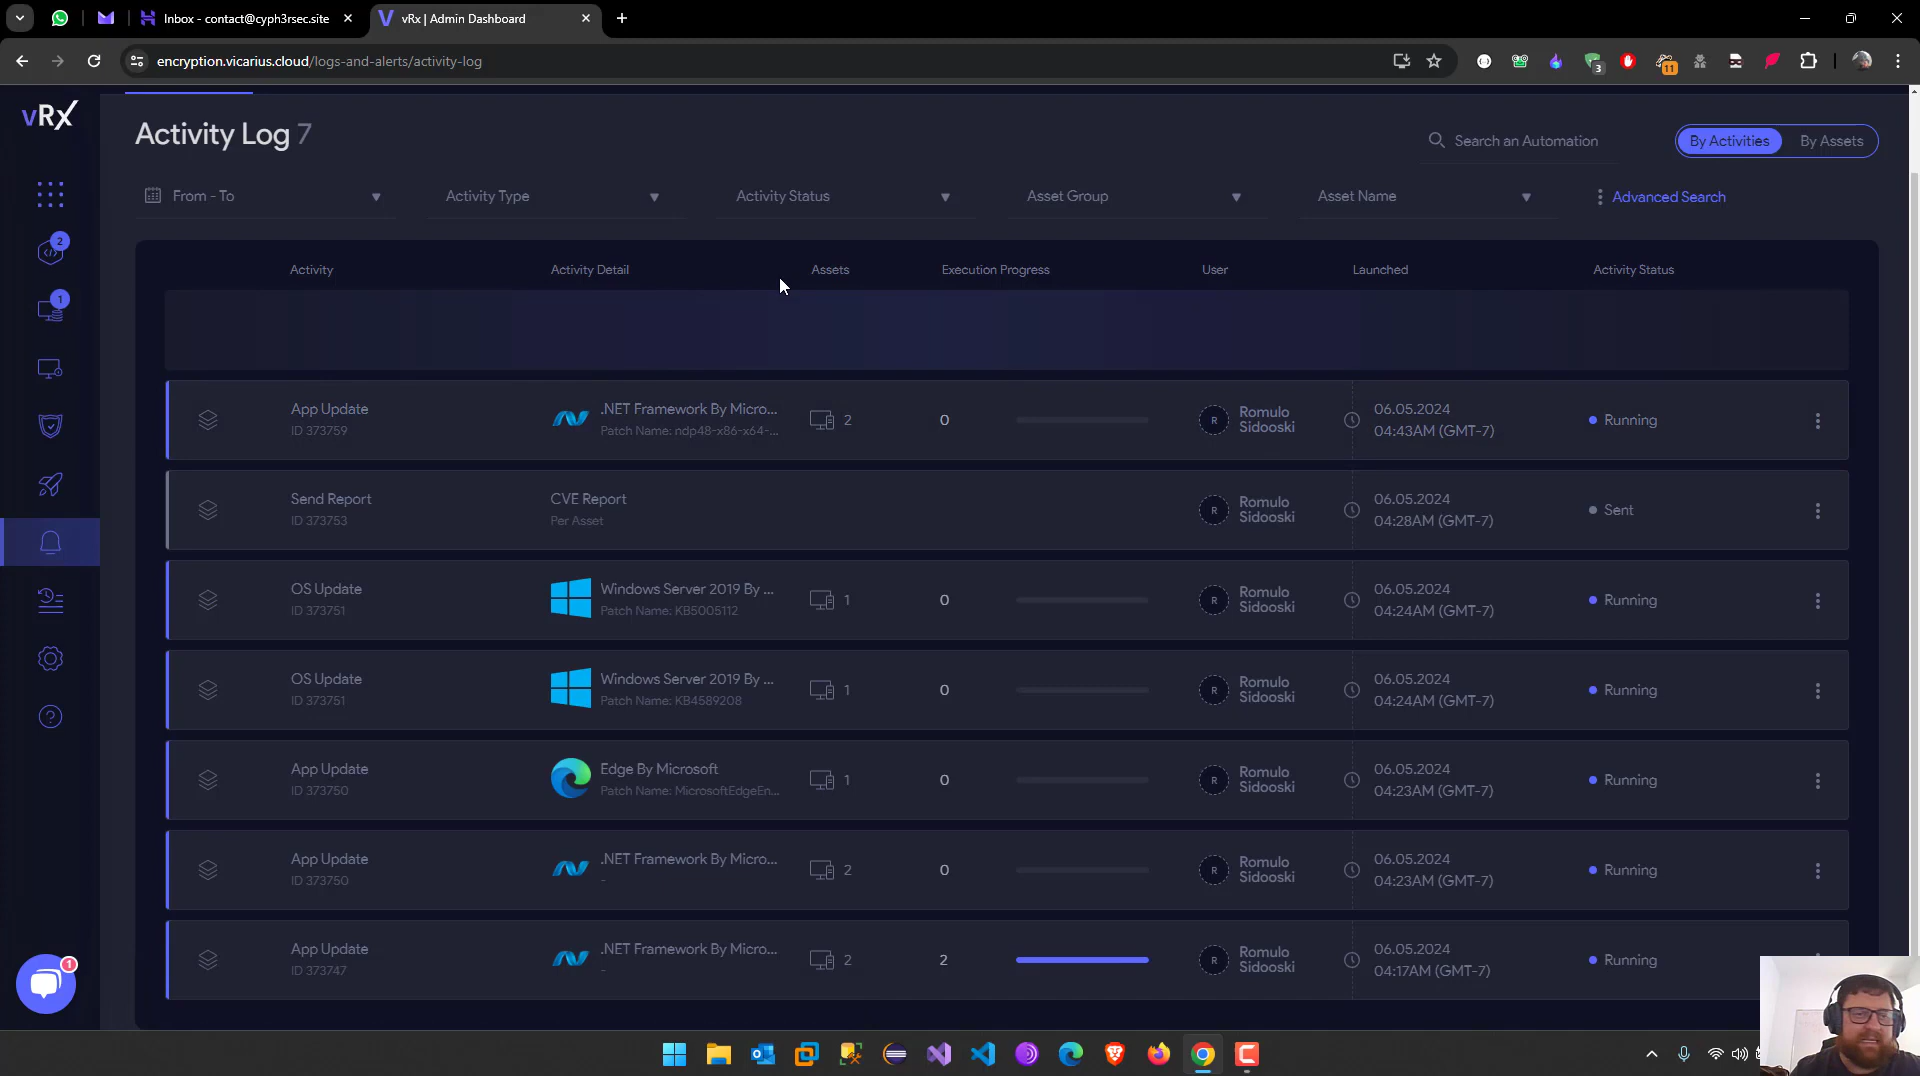 Inbox - contact@cyph3rsec.site
vRx | Admin Dashboard
encryption.vicarius.cloud/logs-and-alerts/activity-log
3
11
vRx
Activity Log 7
Search an Automation
By Activities
By Assets
From - To
Activity Type
Activity Status
Asset Group
Asset Name
Advanced Search
2
1
Activity
Activity Detail
Assets
Execution Progress
User
Launched
Activity Status
App Update
ID 373759
.NET Framework By Micro...
Patch Name: ndp48-x86-x64-...
2
0
R
Romulo
Sidooski
06.05.2024
04:43AM (GMT-7)
Running
Send Report
ID 373753
CVE Report
Per Asset
R
Romulo
Sidooski
06.05.2024
04:28AM (GMT-7)
Sent
OS Update
ID 373751
Windows Server 2019 By ...
Patch Name: KB5005112
1
0
R
Romulo
Sidooski
06.05.2024
04:24AM (GMT-7)
Running
OS Update
ID 373751
Windows Server 2019 By ...
Patch Name: KB4589208
1
0
R
Romulo
Sidooski
06.05.2024
04:24AM (GMT-7)
Running
App Update
ID 373750
Edge By Microsoft
Patch Name: MicrosoftEdgeEn...
1
0
R
Romulo
Sidooski
06.05.2024
04:23AM (GMT-7)
Running
App Update
ID 373750
.NET Framework By Micro...
-
2
0
R
Romulo
Sidooski
06.05.2024
04:23AM (GMT-7)
Running
App Update
ID 373747
.NET Framework By Micro...
-
2
2
R
Romulo
Sidooski
06.05.2024
04:17AM (GMT-7)
Running
1